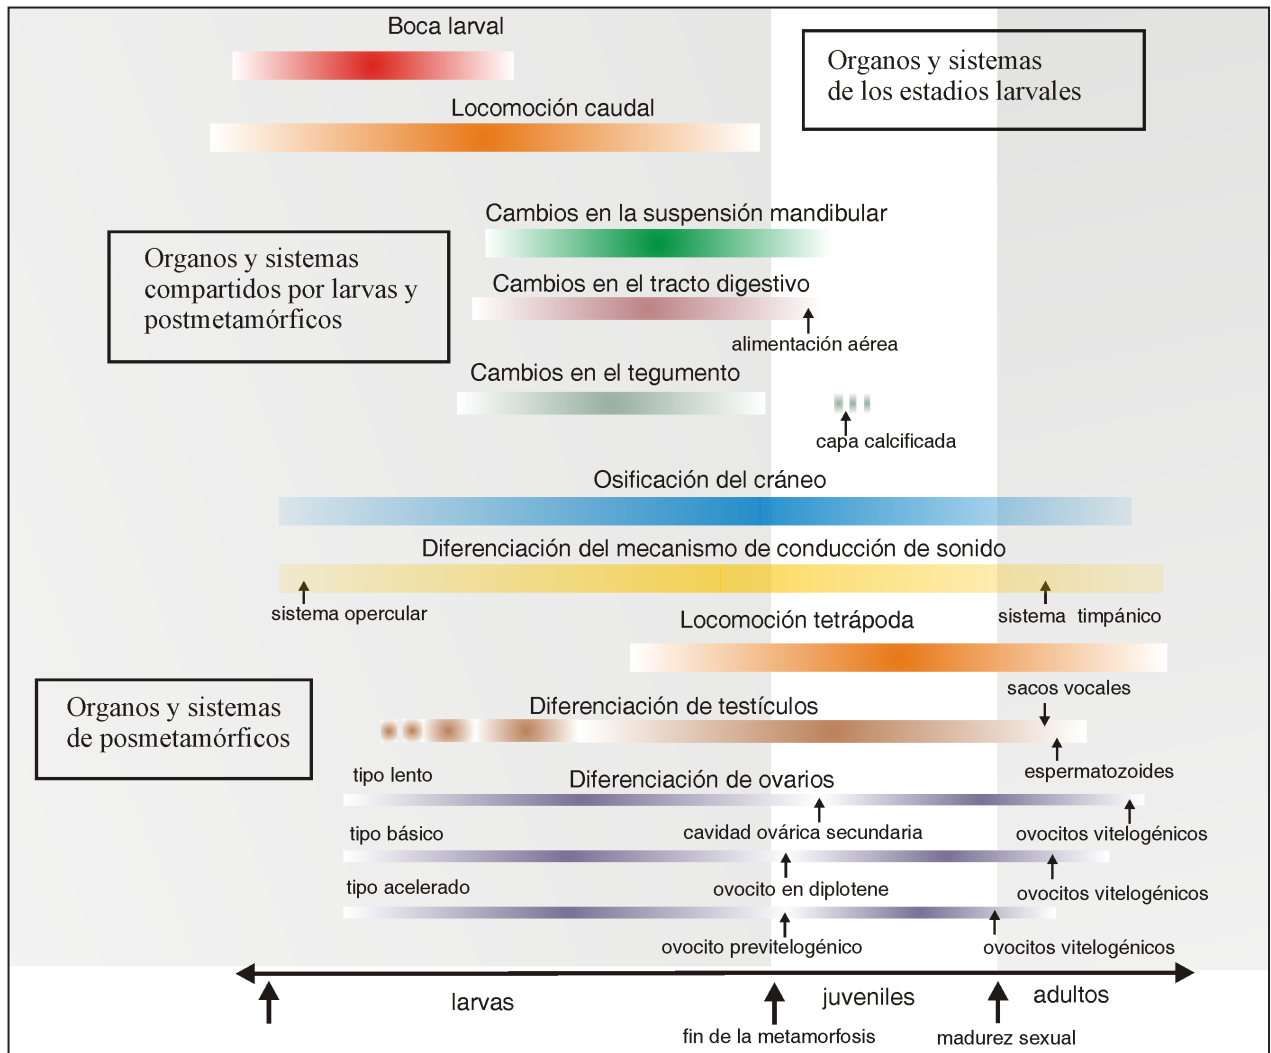 Boca larval
Organos y sistemas
de los estadios larvales
Locomoción caudal
Cambios en la suspensión mandibular
Organos y sistemas
compartidos por larvas y
postmetamórficos
Cambios en el tracto digestivo
alimentación aérea
Cambios en el tegumento
capa calcificada
Osificación del cráneo
Diferenciación del mecanismo de conducción de sonido
sistema opercular
sistema timpánico
Locomoción tetrápoda
Organos y sistemas
de posmetamórficos
sacos vocales
Diferenciación de testículos
espermatozoides
tipo lento
Diferenciación de ovarios
tipo básico
cavidad ovárica secundaria
ovocitos vitelogénicos
tipo acelerado
ovocito en diplotene
ovocitos vitelogénicos
ovocito previtelogénico
ovocitos vitelogénicos
larvas
juveniles
adultos
fin de la metamorfosis
madurez sexual